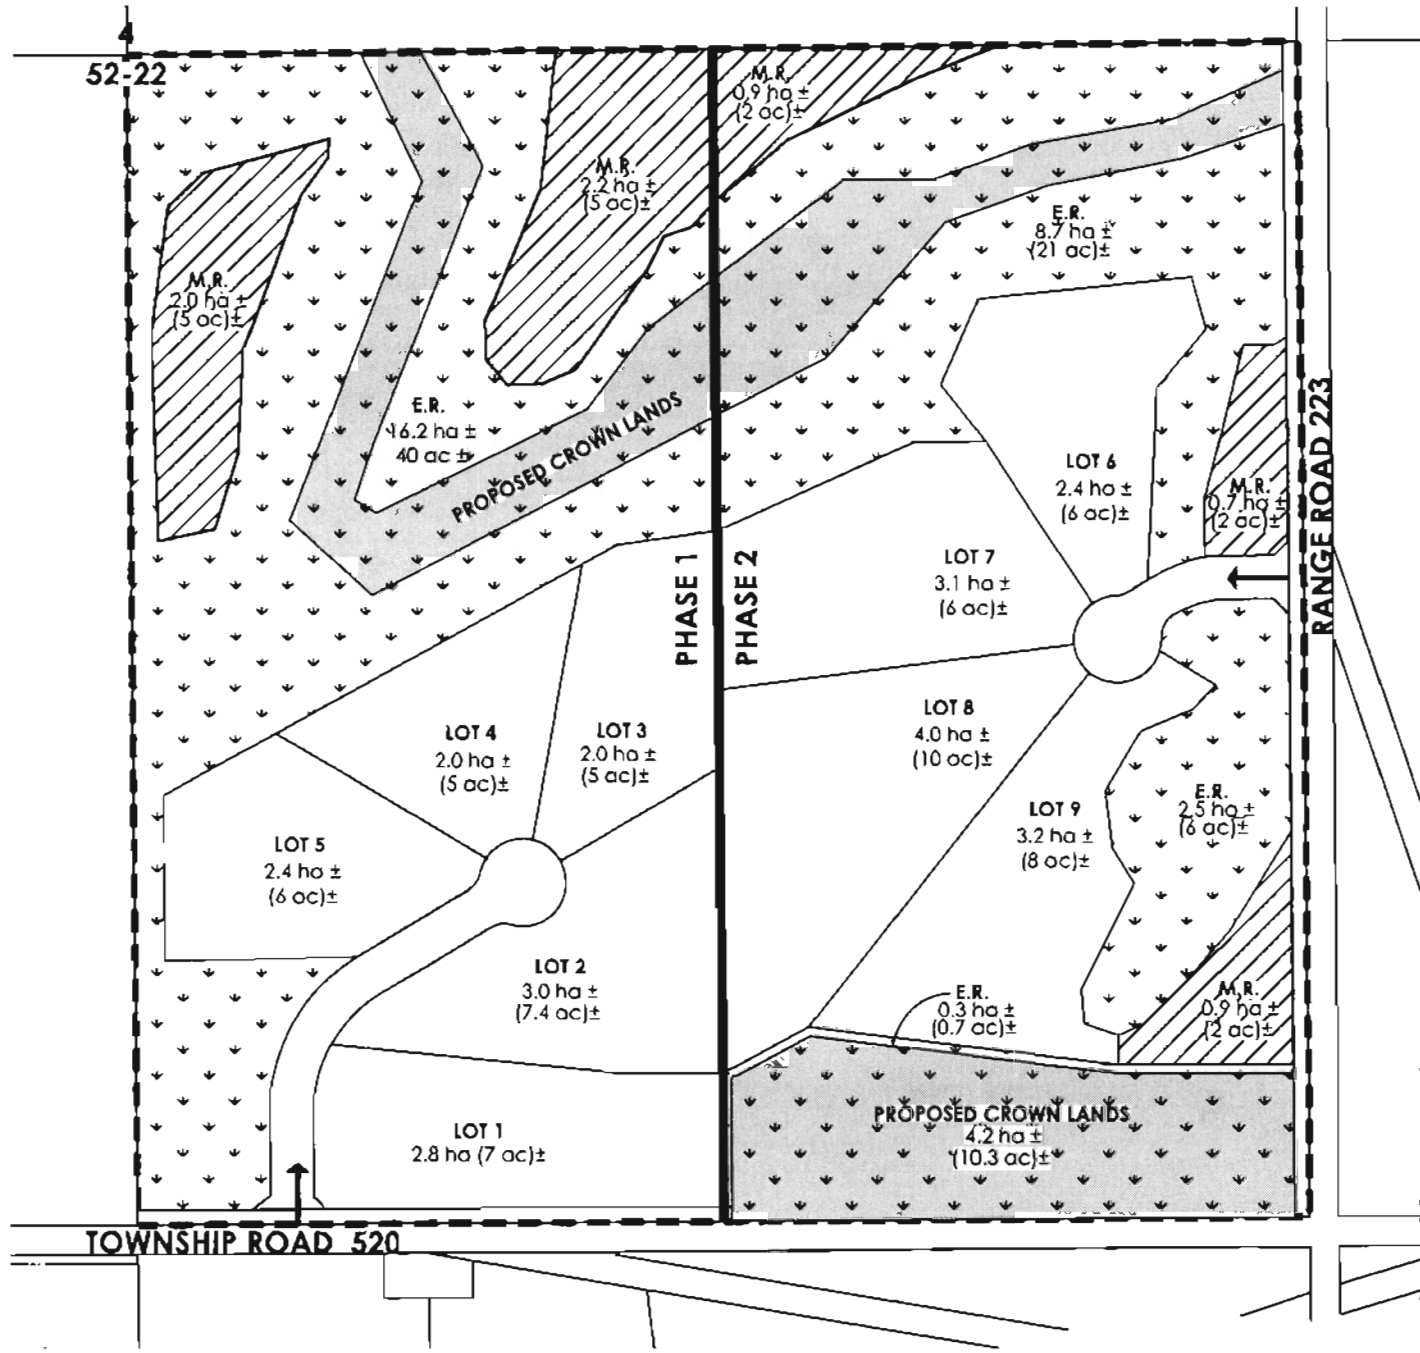 4
52-22
M.R.
0.9 ha ±
(2 ac)±
M.R.
2.2 ha ±
(5 ac)±
E.R.
8.7 ha ±
(21 ac)±
M.R.
2.0 ha ±
(5 ac)±
E.R.
16.2 ha ±
40 ac ±
PROPOSED CROWN LANDS
LOT 6
2.4 ha ±
(6 ac)±
M.R.
0.7 ha ±
(2 ac)±
RANGE ROAD 223
PHASE 1
PHASE 2
LOT 7
3.1 ha ±
(6 ac)±
LOT 4
2.0 ha ±
(5 ac)±
LOT 3
2.0 ha ±
(5 ac)±
LOT 8
4.0 ha ±
(10 ac)±
LOT 9
3.2 ha ±
(8 ac)±
E.R.
2.5 ha ±
(6 ac)±
LOT 5
2.4 ha ±
(6 ac)±
LOT 2
3.0 ha ±
(7.4 ac)±
E.R.
0.3 ha ±
(0.7 ac)±
M.R.
0.9 ha ±
(2 ac)±
LOT 1
2.8 ha (7 ac)±
PROPOSED CROWN LANDS
4.2 ha ±
(10.3 ac)±
TOWNSHIP ROAD 520